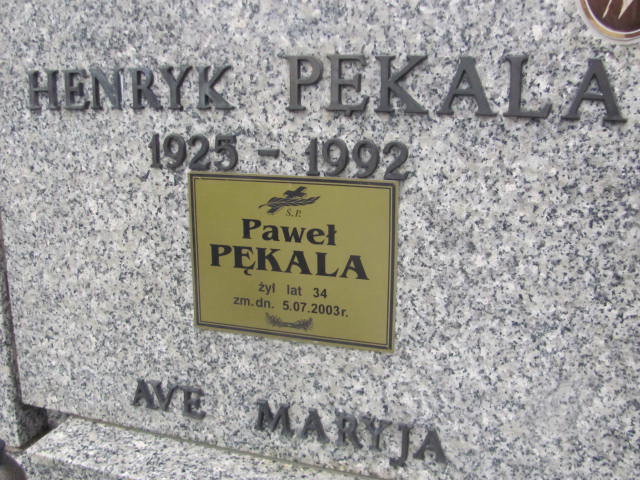 HENRYK PEKALA
1925 - 1992
Ś.P.
Paweł
PĘKALA
żył lat 34
zm.dn. 5.07.2003r.
AVE MARYJA